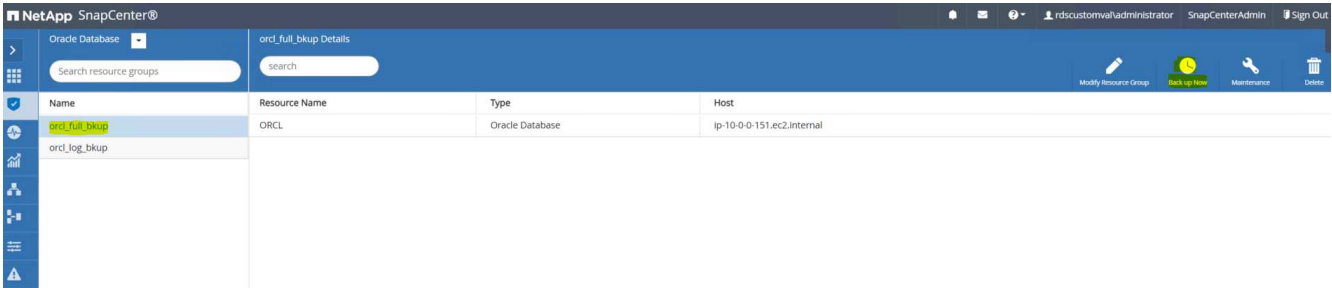 NetApp SnapCenter®
rdscustomval\administrator SnapCenterAdmin Sign Out
Oracle Database
Search resource groups
Name
orcl_full_bkup
orcl_log_bkup
orcl_full_bkup Details
search
Modify Resource Group Back up Now Maintenance Delete
Resource Name Type Host
ORCL Oracle Database ip-10-0-0-151.ec2.internal